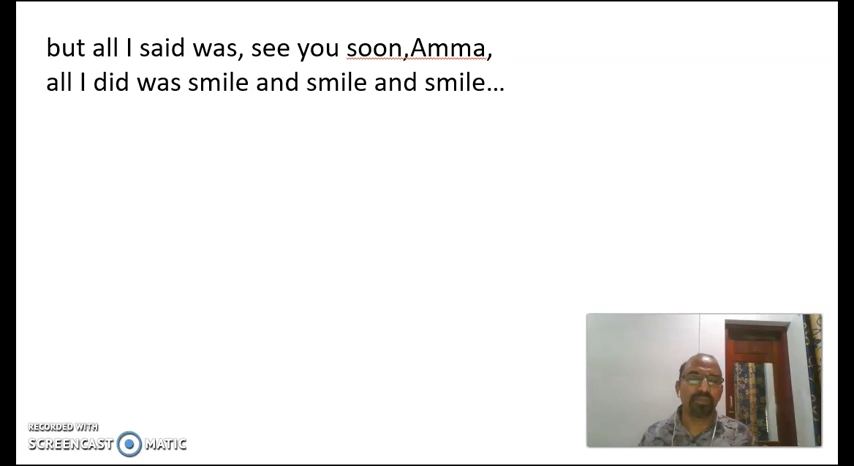 but all I said was, see you soon,Amma,
all I did was smile and smile and smile...
RECORDED WITH
SCREENCAST MATIC